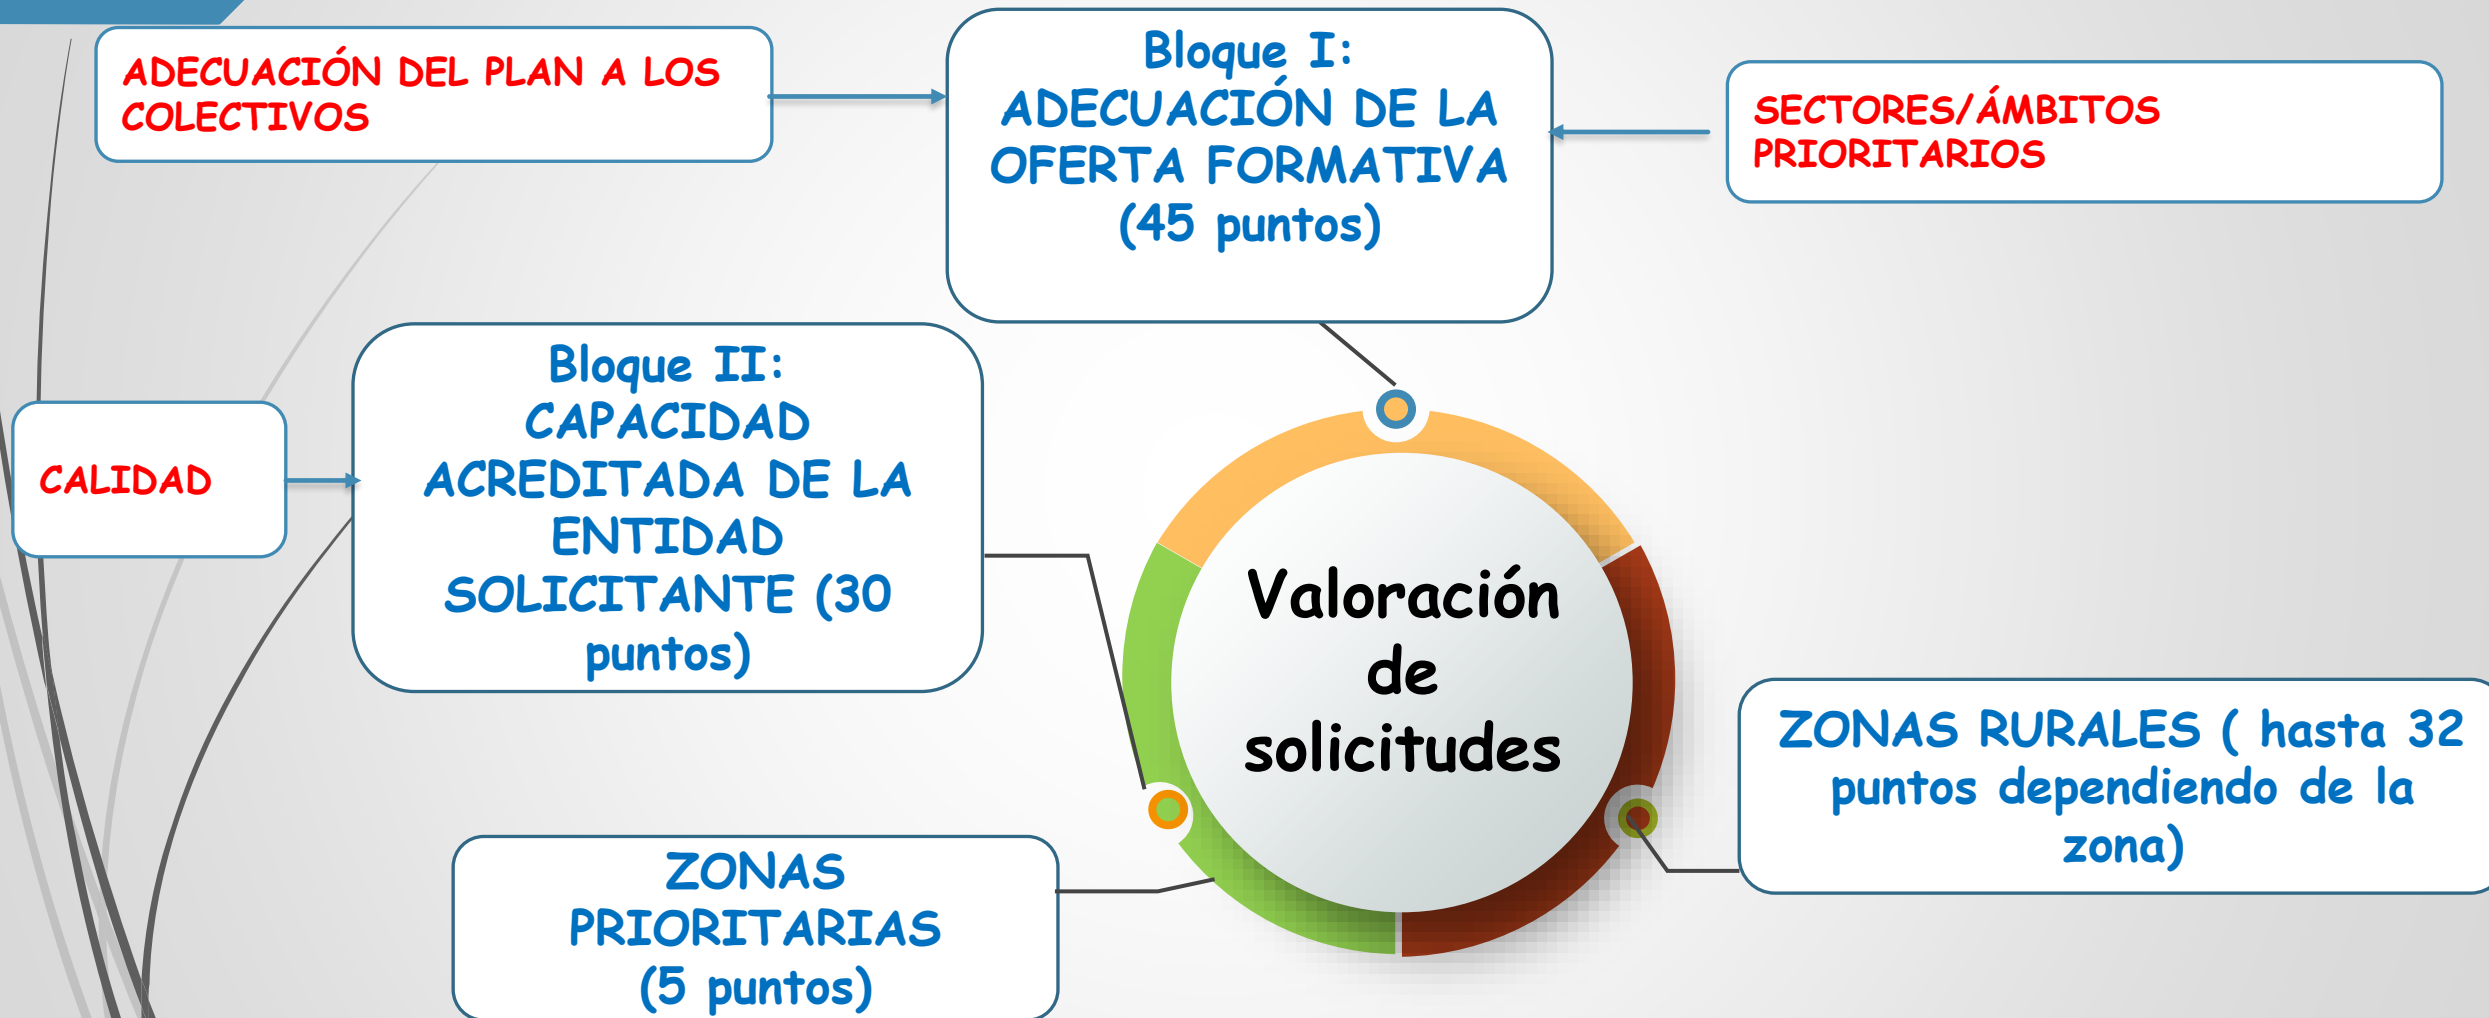 ADECUACIÓN DEL PLAN A LOS
COLECTIVOS
Bloque I:
ADECUACIÓN DE LA
OFERTA FORMATIVA
(45 puntos)
SECTORES/ÁMBITOS
PRIORITARIOS
CALIDAD
Bloque II:
CAPACIDAD
ACREDITADA DE LA
ENTIDAD
SOLICITANTE (30
puntos)
Valoración
de
solicitudes
ZONAS RURALES ( hasta 32
puntos dependiendo de la
zona)
ZONAS
PRIORITARIAS
(5 puntos)